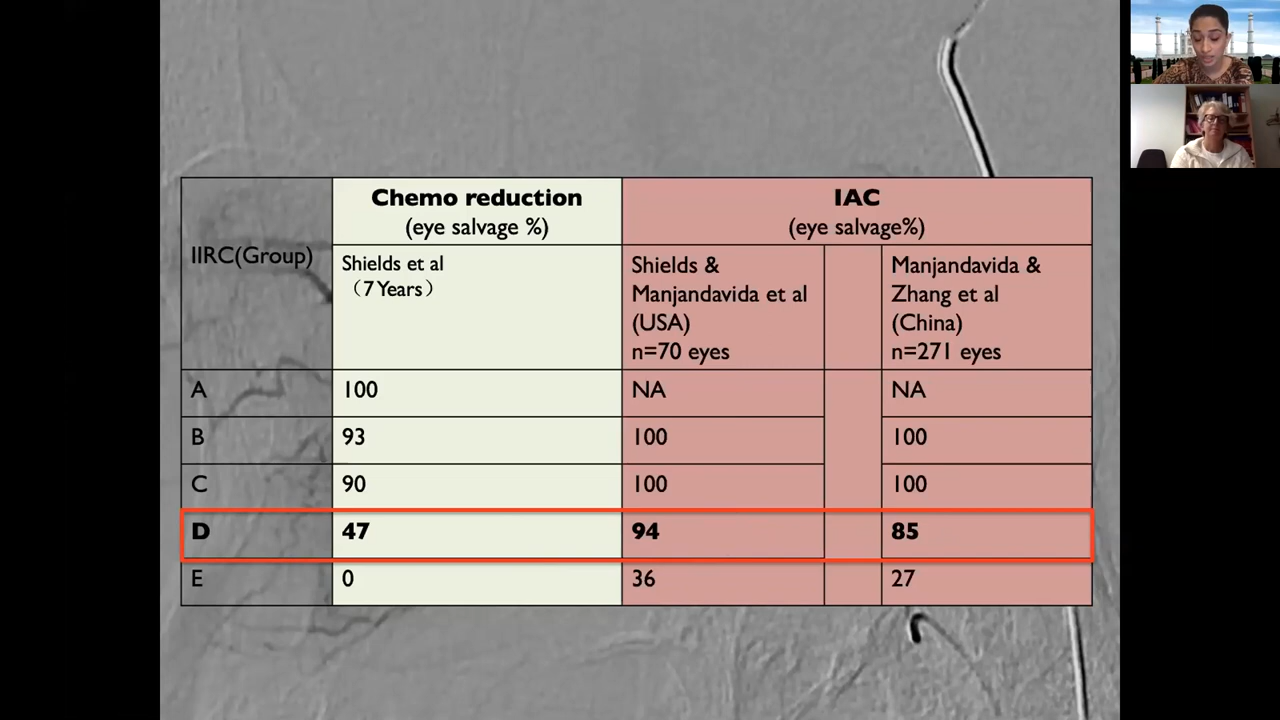 Chemo reduction
(eye salvage %)
IAC
(eye salvage%)
IIRC(Group)
Shields et al
（7 Years）
Shields &
Manjandavida et al
(USA)
n=70 eyes
Manjandavida &
Zhang et al
(China)
n=271 eyes
A 100 NA NA
B 93 100 100
C 90 100 100
D 47 94 85
E 0 36 27